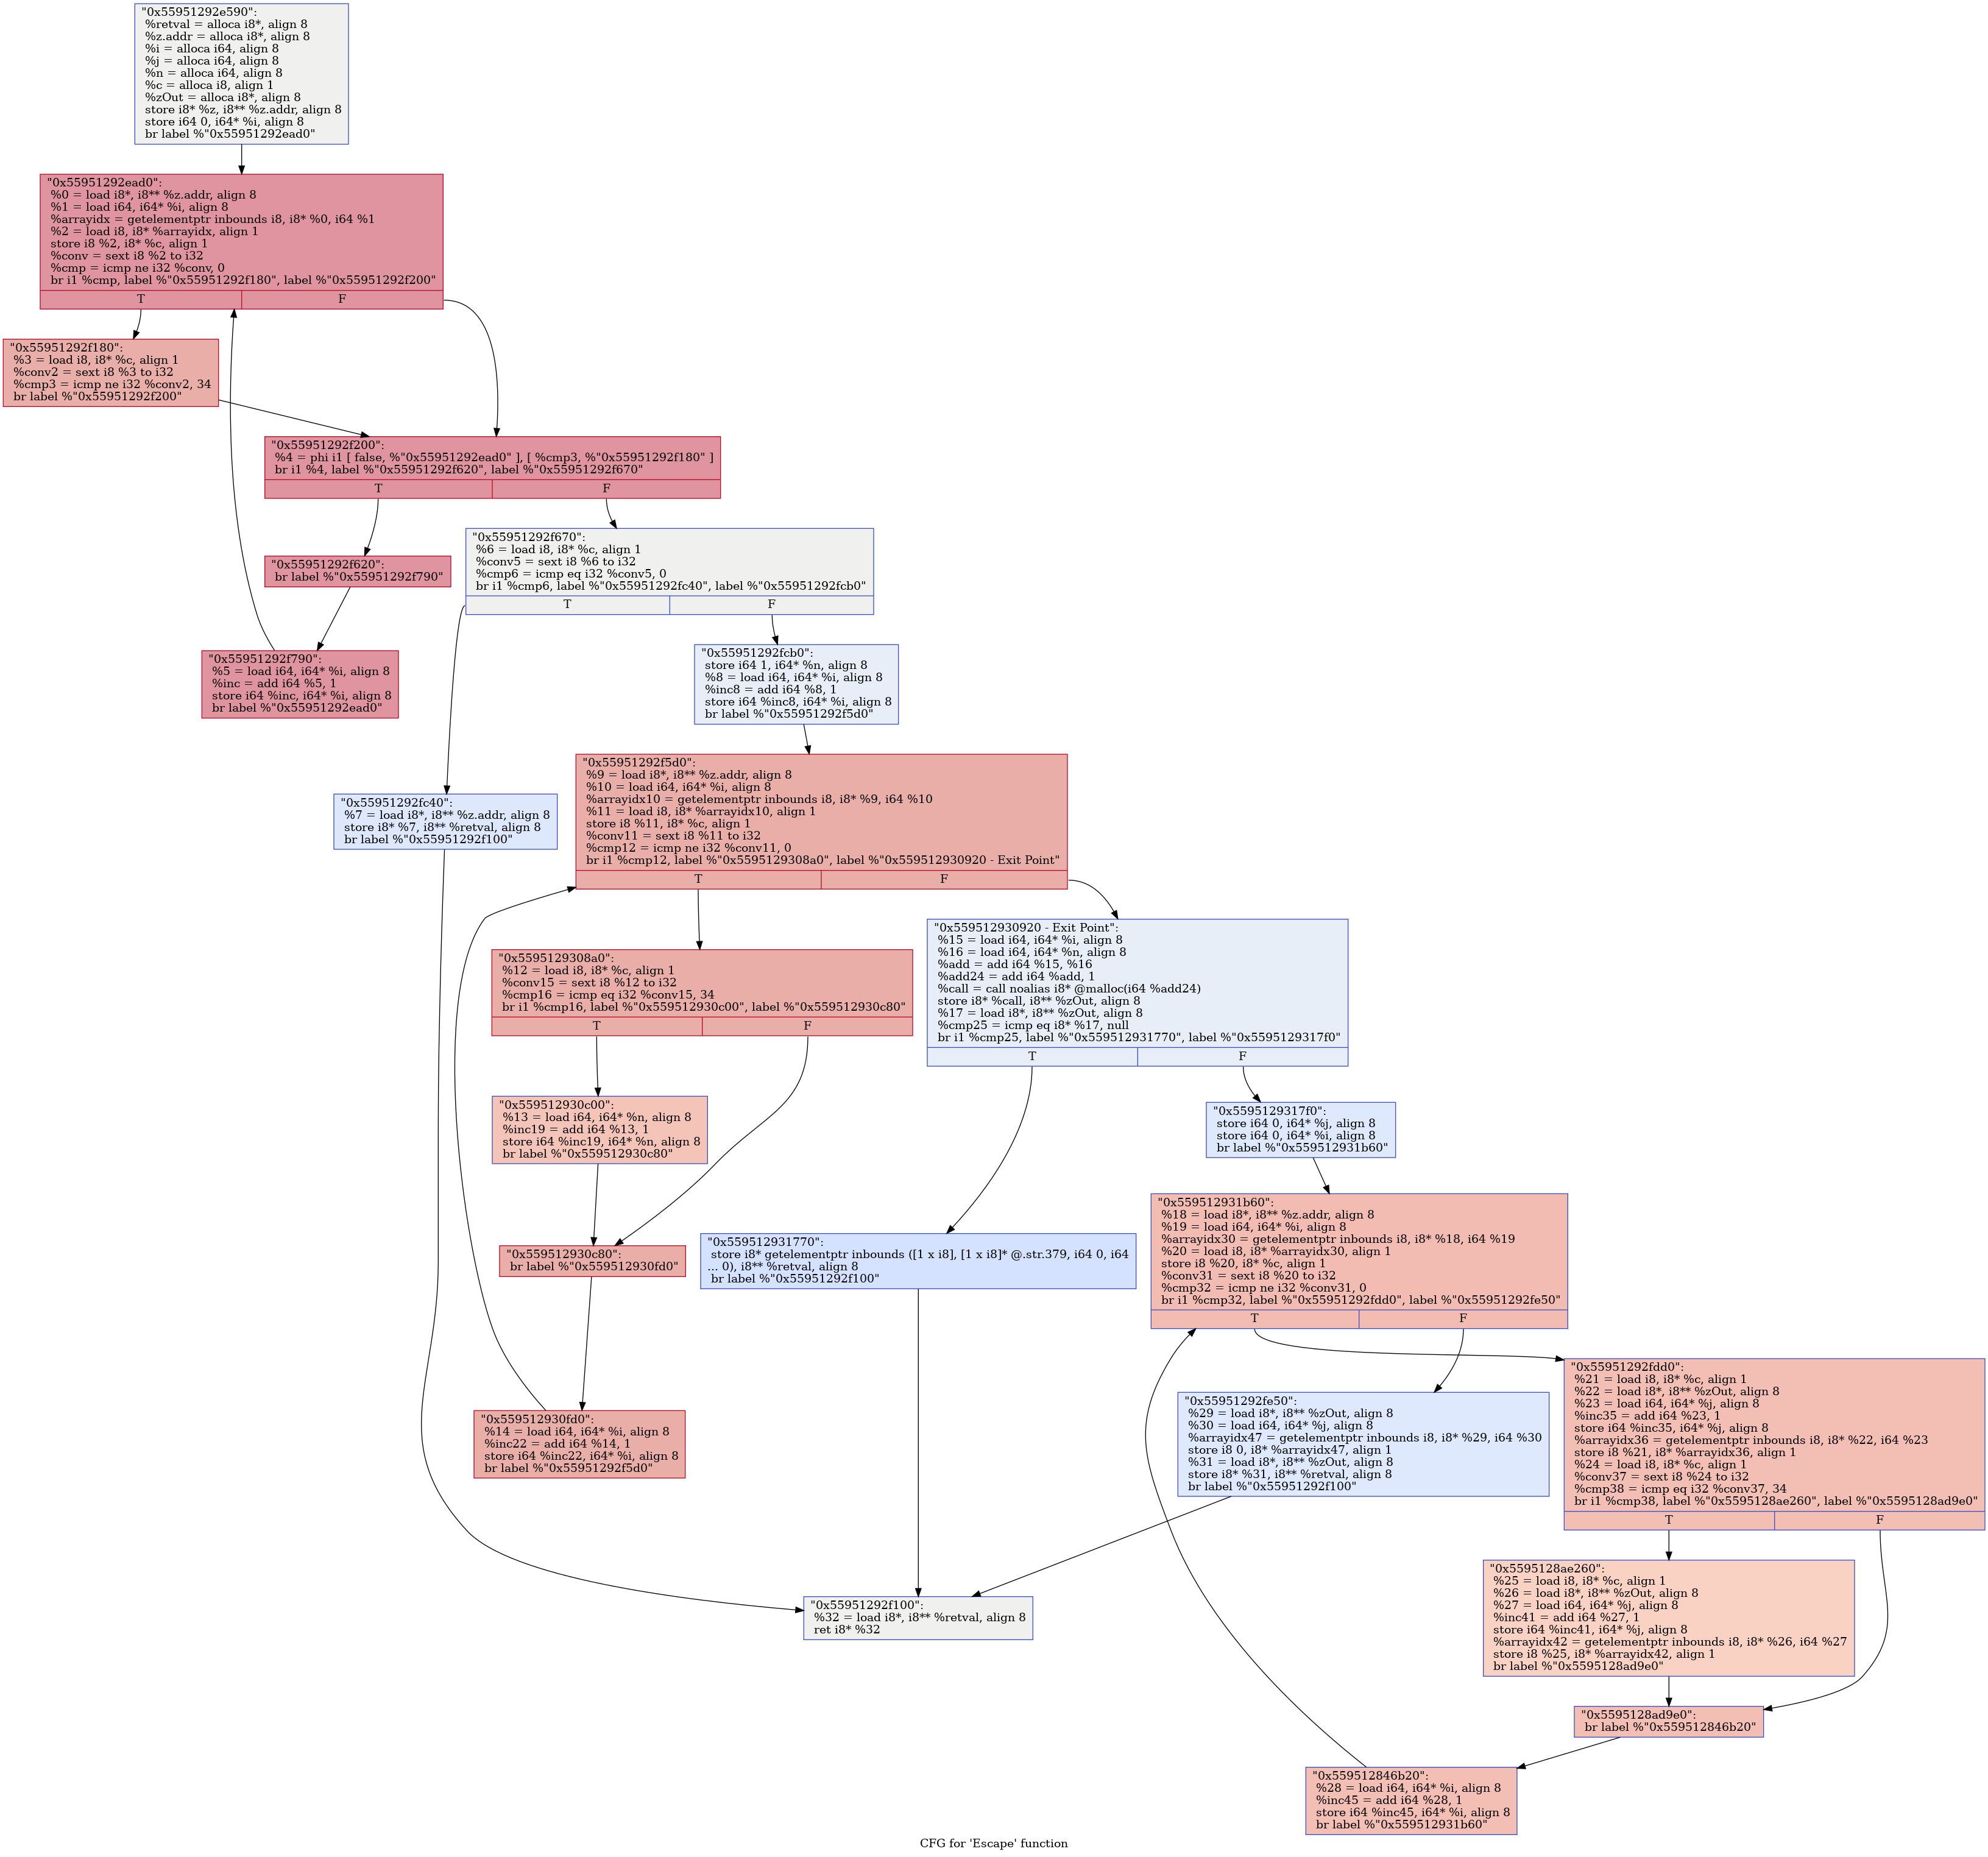 "0x55951292e590":
%retval = alloca i8*, align 8
%z.addr = alloca i8*, align 8
%i = alloca i64, align 8
%j = alloca i64, align 8
%n = alloca i64, align 8
%c = alloca i8, align 1
%zOut = alloca i8*, align 8
store i8* %z, i8** %z.addr, align 8
store i64 0, i64* %i, align 8
br label %"0x55951292ead0"
"0x55951292ead0":
%0 = load i8*, i8** %z.addr, align 8
%1 = load i64, i64* %i, align 8
%arrayidx = getelementptr inbounds i8, i8* %0, i64 %1
%2 = load i8, i8* %arrayidx, align 1
store i8 %2, i8* %c, align 1
%conv = sext i8 %2 to i32
%cmp = icmp ne i32 %conv, 0
br i1 %cmp, label %"0x55951292f180", label %"0x55951292f200"
T F
"0x55951292f180":
%3 = load i8, i8* %c, align 1
%conv2 = sext i8 %3 to i32
%cmp3 = icmp ne i32 %conv2, 34
br label %"0x55951292f200"
"0x55951292f200":
%4 = phi i1 [ false, %"0x55951292ead0" ], [ %cmp3, %"0x55951292f180" ]
br i1 %4, label %"0x55951292f620", label %"0x55951292f670"
T F
"0x55951292f670":
%6 = load i8, i8* %c, align 1
%conv5 = sext i8 %6 to i32
%cmp6 = icmp eq i32 %conv5, 0
br i1 %cmp6, label %"0x55951292fc40", label %"0x55951292fcb0"
T F
"0x55951292f620":
br label %"0x55951292f790"
"0x55951292f790":
%5 = load i64, i64* %i, align 8
%inc = add i64 %5, 1
store i64 %inc, i64* %i, align 8
br label %"0x55951292ead0"
"0x55951292fcb0":
store i64 1, i64* %n, align 8
%8 = load i64, i64* %i, align 8
%inc8 = add i64 %8, 1
store i64 %inc8, i64* %i, align 8
br label %"0x55951292f5d0"
"0x55951292fc40":
%7 = load i8*, i8** %z.addr, align 8
store i8* %7, i8** %retval, align 8
br label %"0x55951292f100"
"0x55951292f5d0":
%9 = load i8*, i8** %z.addr, align 8
%10 = load i64, i64* %i, align 8
%arrayidx10 = getelementptr inbounds i8, i8* %9, i64 %10
%11 = load i8, i8* %arrayidx10, align 1
store i8 %11, i8* %c, align 1
%conv11 = sext i8 %11 to i32
%cmp12 = icmp ne i32 %conv11, 0
br i1 %cmp12, label %"0x5595129308a0", label %"0x559512930920 - Exit Point"
T F
"0x559512930920 - Exit Point":
%15 = load i64, i64* %i, align 8
%16 = load i64, i64* %n, align 8
%add = add i64 %15, %16
%add24 = add i64 %add, 1
%call = call noalias i8* @malloc(i64 %add24)
store i8* %call, i8** %zOut, align 8
%17 = load i8*, i8** %zOut, align 8
%cmp25 = icmp eq i8* %17, null
br i1 %cmp25, label %"0x559512931770", label %"0x5595129317f0"
T F
"0x5595129308a0":
%12 = load i8, i8* %c, align 1
%conv15 = sext i8 %12 to i32
%cmp16 = icmp eq i32 %conv15, 34
br i1 %cmp16, label %"0x559512930c00", label %"0x559512930c80"
T F
"0x559512930c00":
%13 = load i64, i64* %n, align 8
%inc19 = add i64 %13, 1
store i64 %inc19, i64* %n, align 8
br label %"0x559512930c80"
"0x5595129317f0":
store i64 0, i64* %j, align 8
store i64 0, i64* %i, align 8
br label %"0x559512931b60"
"0x559512931b60":
%18 = load i8*, i8** %z.addr, align 8
%19 = load i64, i64* %i, align 8
%arrayidx30 = getelementptr inbounds i8, i8* %18, i64 %19
%20 = load i8, i8* %arrayidx30, align 1
store i8 %20, i8* %c, align 1
%conv31 = sext i8 %20 to i32
%cmp32 = icmp ne i32 %conv31, 0
br i1 %cmp32, label %"0x55951292fdd0", label %"0x55951292fe50"
T F
"0x559512931770":
store i8* getelementptr inbounds ([1 x i8], [1 x i8]* @.str.379, i64 0, i64
... 0), i8** %retval, align 8
br label %"0x55951292f100"
"0x559512930c80":
br label %"0x559512930fd0"
"0x55951292fdd0":
%21 = load i8, i8* %c, align 1
%22 = load i8*, i8** %zOut, align 8
%23 = load i64, i64* %j, align 8
%inc35 = add i64 %23, 1
store i64 %inc35, i64* %j, align 8
%arrayidx36 = getelementptr inbounds i8, i8* %22, i64 %23
store i8 %21, i8* %arrayidx36, align 1
%24 = load i8, i8* %c, align 1
%conv37 = sext i8 %24 to i32
%cmp38 = icmp eq i32 %conv37, 34
br i1 %cmp38, label %"0x5595128ae260", label %"0x5595128ad9e0"
T F
"0x55951292fe50":
%29 = load i8*, i8** %zOut, align 8
%30 = load i64, i64* %j, align 8
%arrayidx47 = getelementptr inbounds i8, i8* %29, i64 %30
store i8 0, i8* %arrayidx47, align 1
%31 = load i8*, i8** %zOut, align 8
store i8* %31, i8** %retval, align 8
br label %"0x55951292f100"
"0x559512930fd0":
%14 = load i64, i64* %i, align 8
%inc22 = add i64 %14, 1
store i64 %inc22, i64* %i, align 8
br label %"0x55951292f5d0"
"0x5595128ae260":
%25 = load i8, i8* %c, align 1
%26 = load i8*, i8** %zOut, align 8
%27 = load i64, i64* %j, align 8
%inc41 = add i64 %27, 1
store i64 %inc41, i64* %j, align 8
%arrayidx42 = getelementptr inbounds i8, i8* %26, i64 %27
store i8 %25, i8* %arrayidx42, align 1
br label %"0x5595128ad9e0"
"0x55951292f100":
%32 = load i8*, i8** %retval, align 8
ret i8* %32
"0x5595128ad9e0":
br label %"0x559512846b20"
"0x559512846b20":
%28 = load i64, i64* %i, align 8
%inc45 = add i64 %28, 1
store i64 %inc45, i64* %i, align 8
br label %"0x559512931b60"
CFG for 'Escape' function